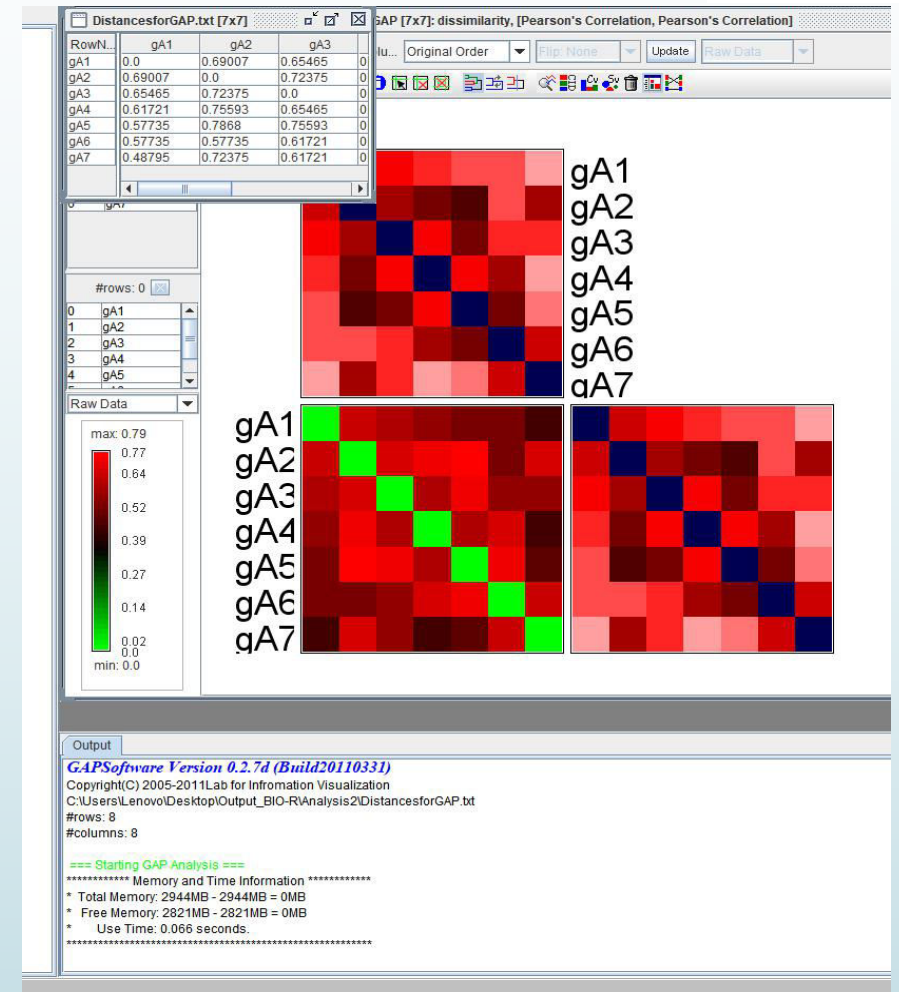 DistancesforGAP.txt [7x7]
GAP [7x7]: dissimilarity, [Pearson's Correlation, Pearson's Correlation]
RowN... gA1 gA2 gA3
gA1 0.0 0.69007 0.65465 0
gA2 0.69007 0.0 0.72375 0
gA3 0.65465 0.72375 0.0 0
gA4 0.61721 0.75593 0.65465 0
gA5 0.57735 0.7868 0.75593 0
gA6 0.57735 0.57735 0.61721 0
gA7 0.48795 0.72375 0.61721 0
lu... Original Order Flip: None Update Raw Data
gA1
gA2
gA3
gA4
gA5
gA6
gA7
#rows: 0
0 gA1
1 gA2
2 gA3
3 gA4
4 gA5
Raw Data
max: 0.79
0.77
0.64
0.52
0.39
0.27
0.14
0.02
0.0
min: 0.0
gA1
gA2
gA3
gA4
gA5
gA6
gA7
Output
GAPSoftware Version 0.2.7d (Build20110331)
Copyright(C) 2005-2011Lab for Infromation Visualization
C:\Users\Lenovo\Desktop\Output_BIO-R\Analysis2\DistancesforGAP.txt
#rows: 8
#columns: 8
=== Starting GAP Analysis ===
************ Memory and Time Information ************
* Total Memory: 2944MB - 2944MB = 0MB
* Free Memory: 2821MB - 2821MB = 0MB
* Use Time: 0.066 seconds.
**********************************************************